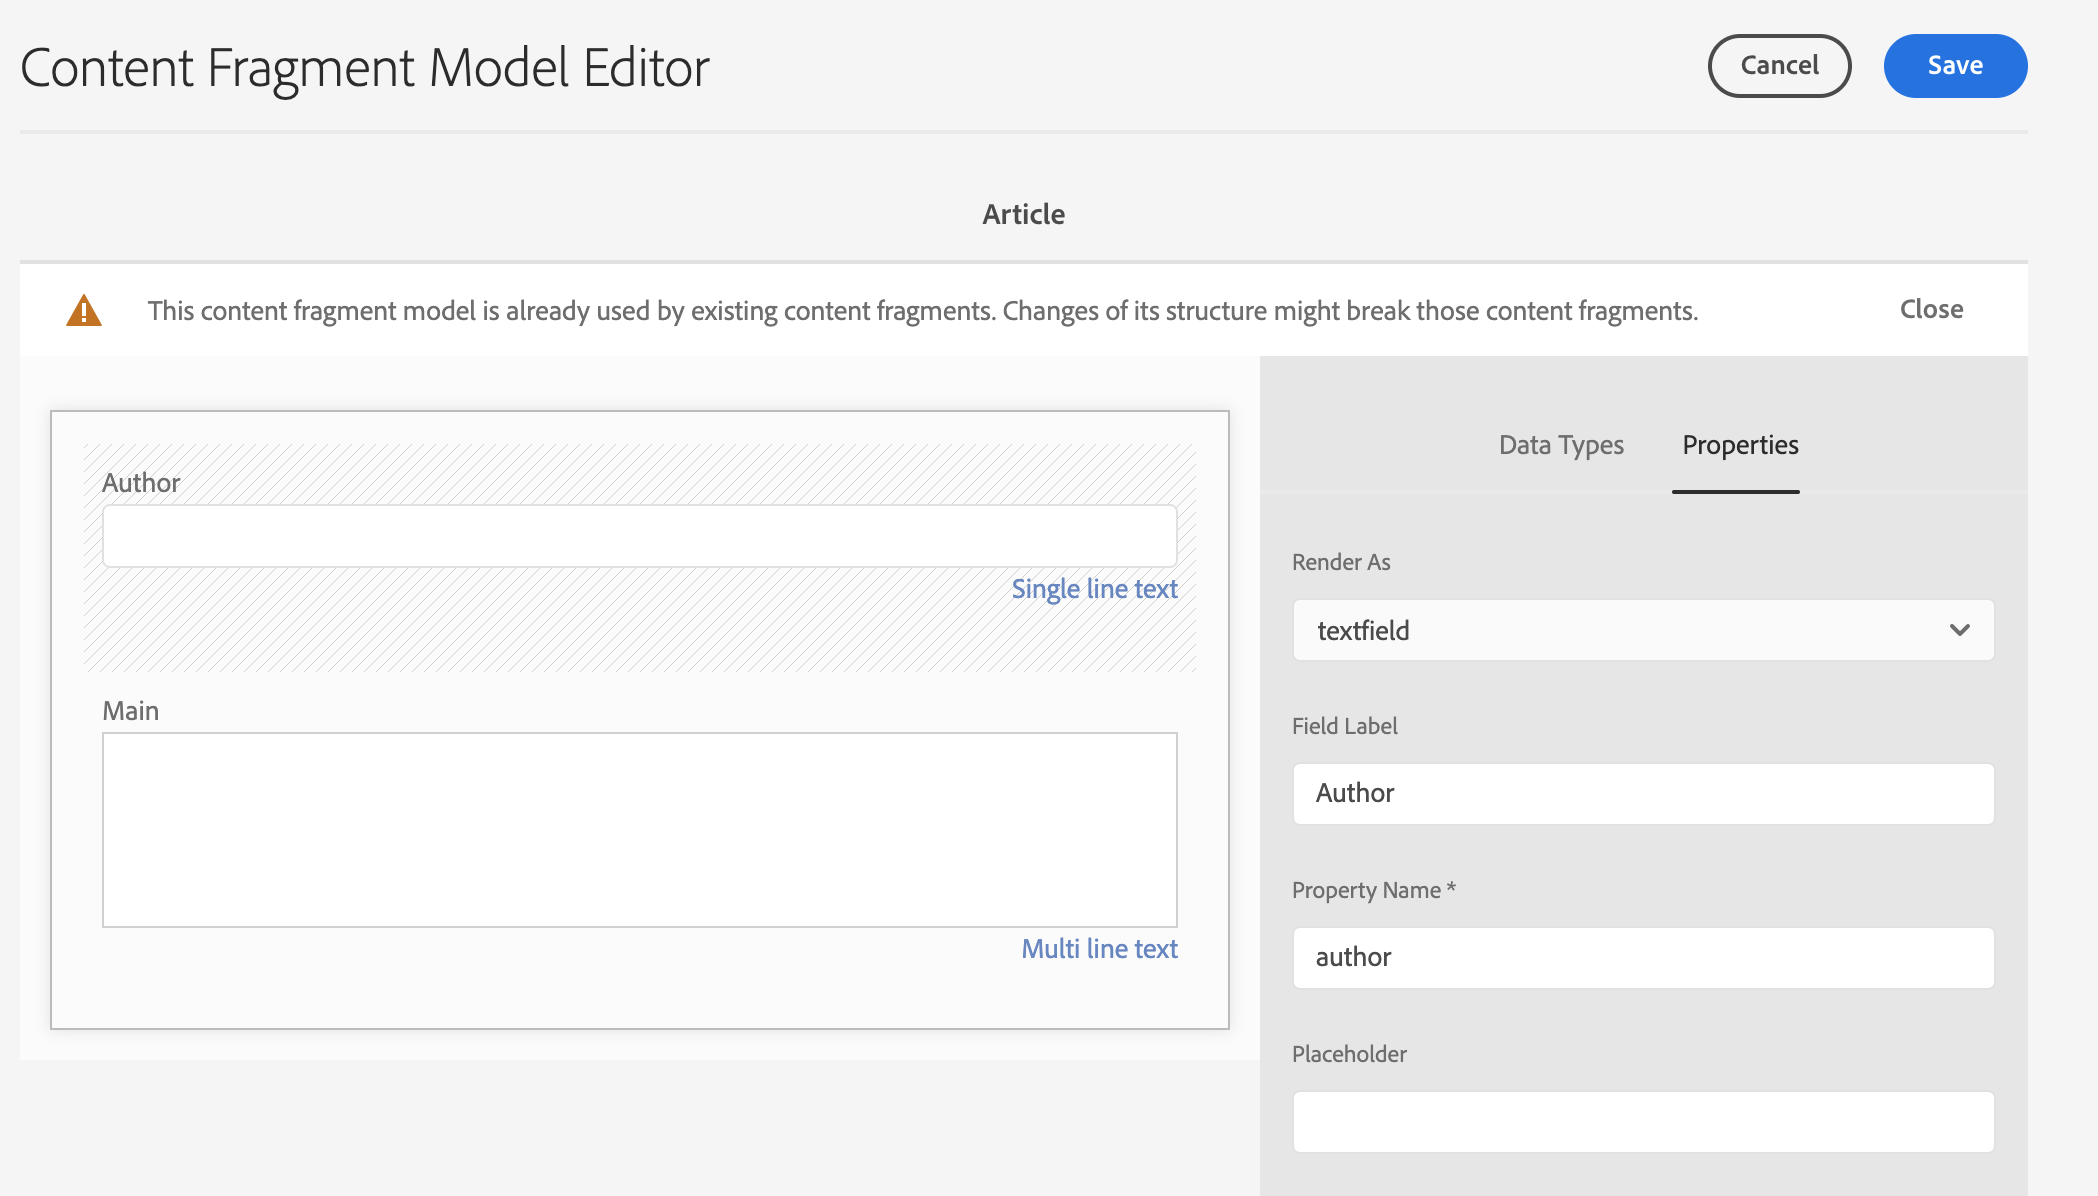 Content Fragment Model Editor
Cancel
Save
Article
This content fragment model is already used by existing content fragments. Changes of its structure might break those content fragments.
Close
Author
Single line text
Main
Multi line text
Data Types
Properties
Render As
textfield
Field Label
Author
Property Name *
author
Placeholder